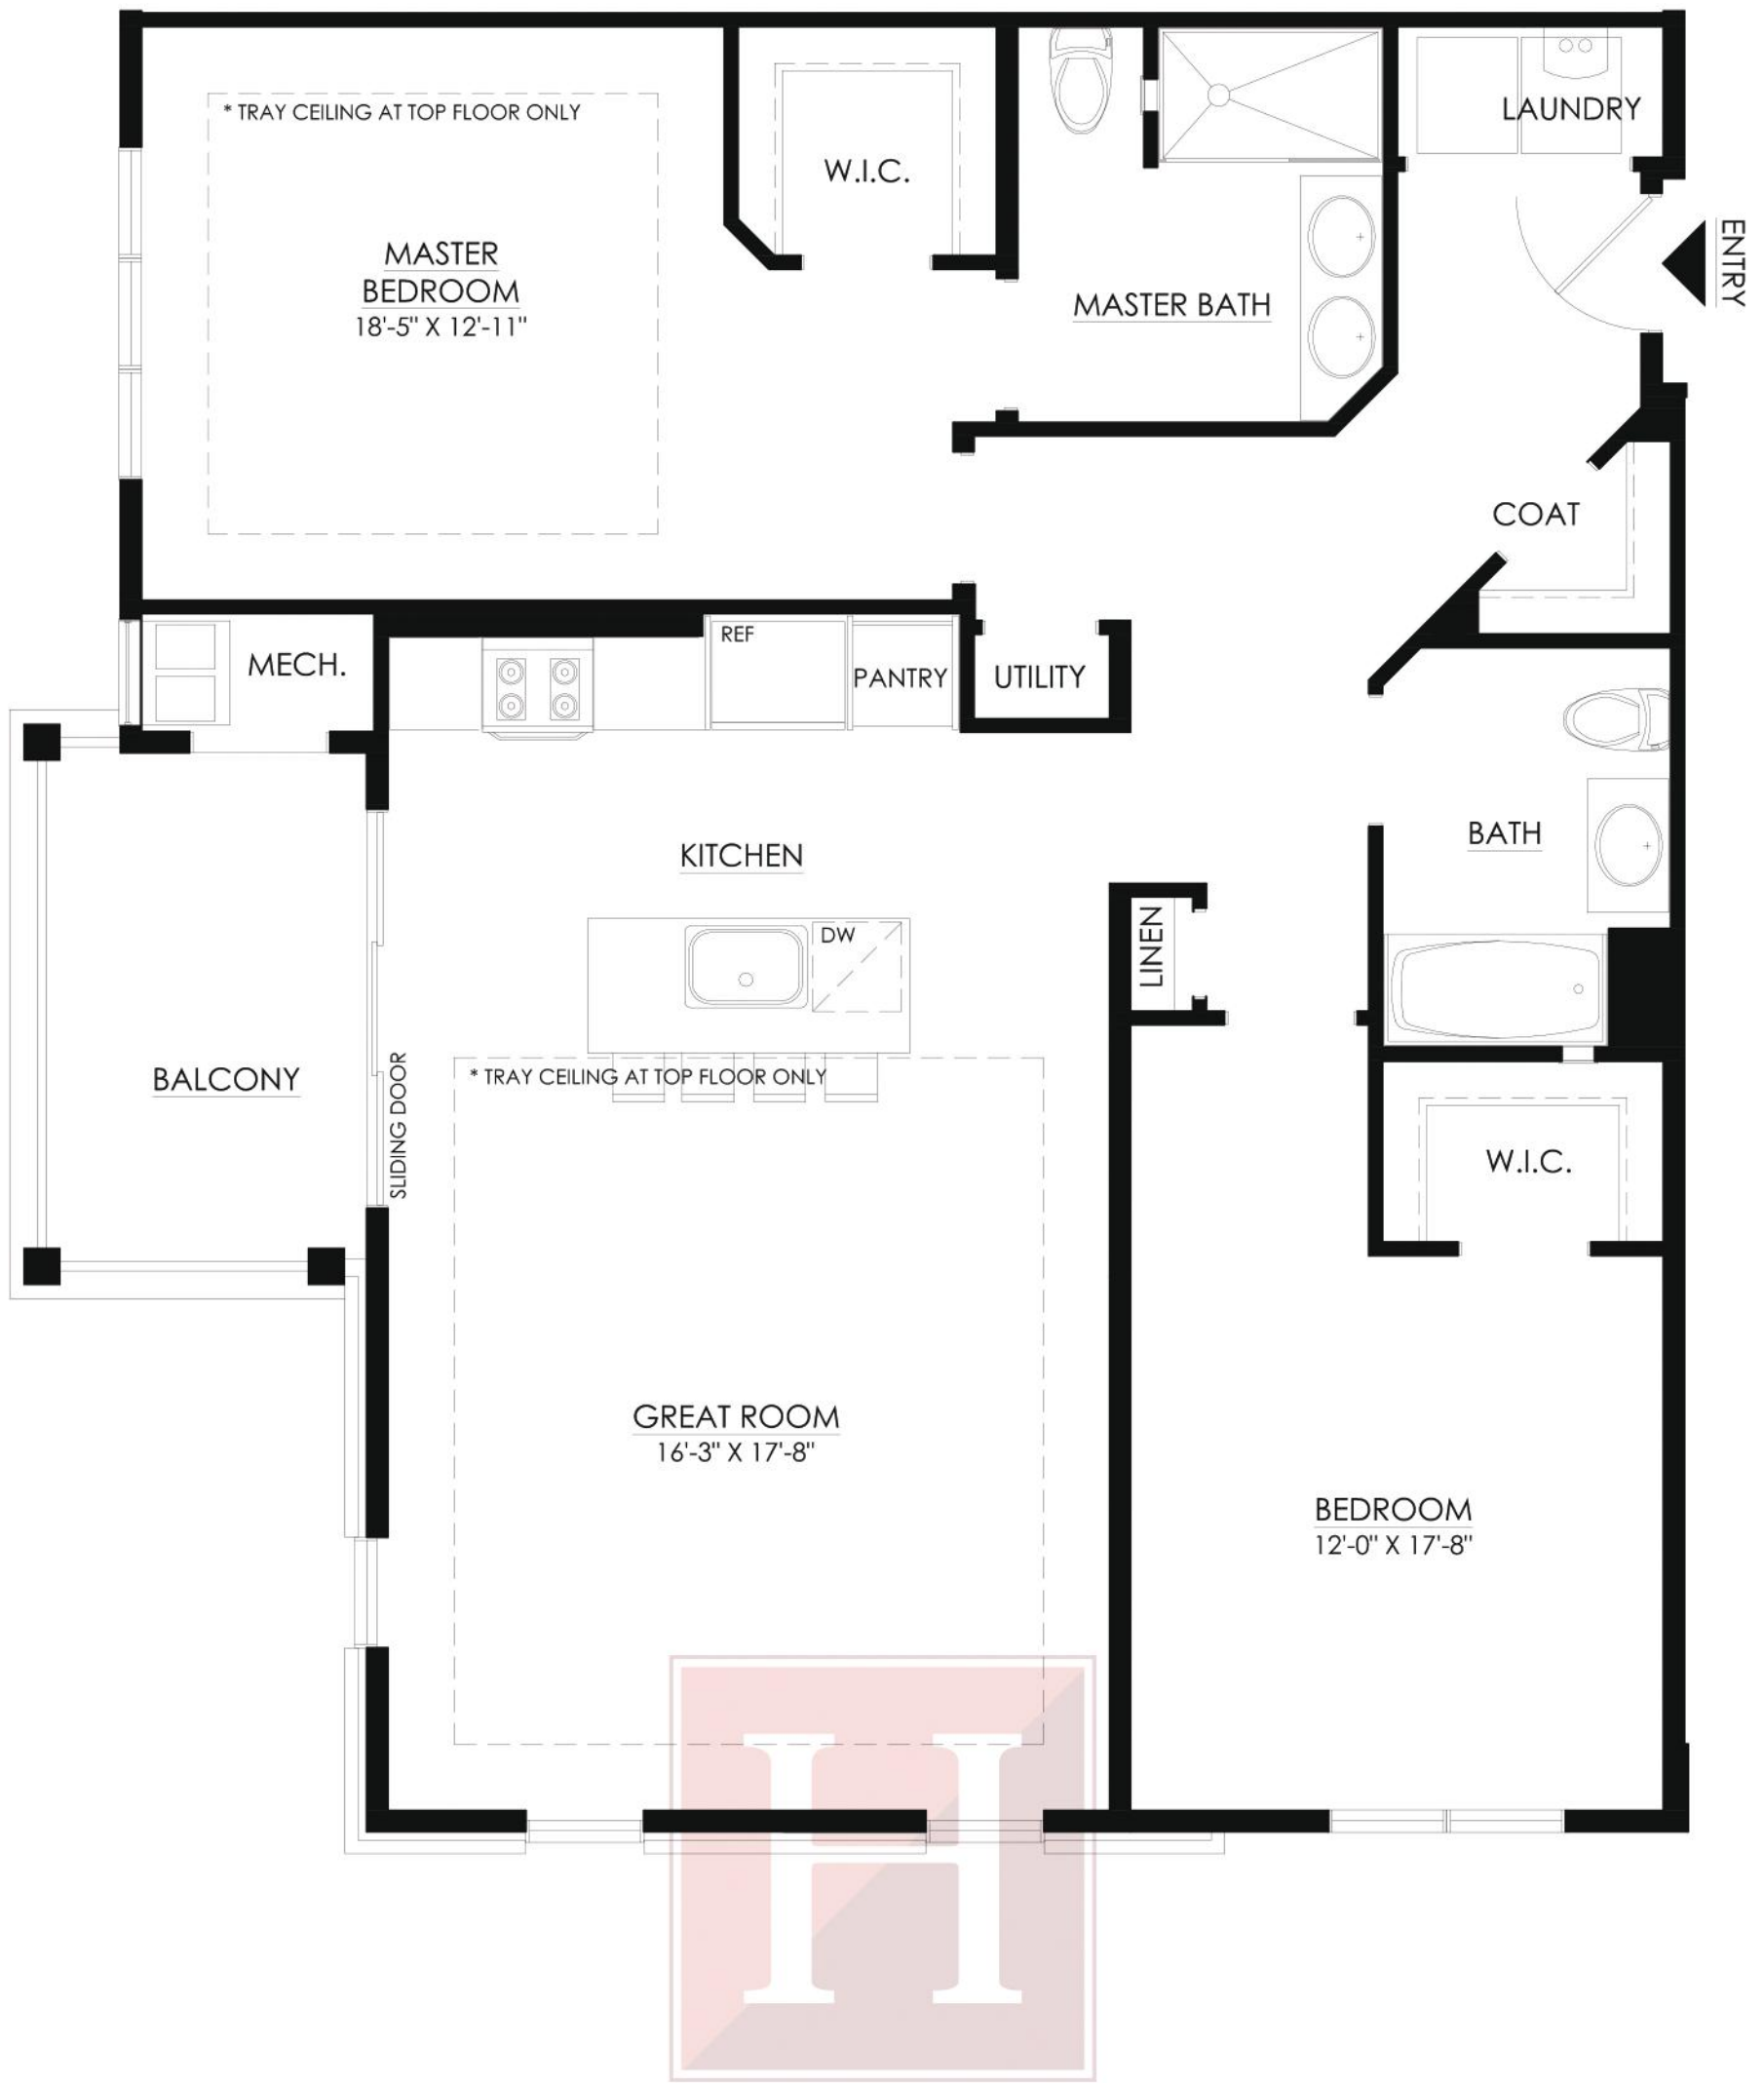 * TRAY CEILING AT TOP FLOOR ONLY
LAUNDRY
W.I.C.
ENTRY
MASTER
BEDROOM
18'-5" X 12'-11"
MASTER BATH
COAT
REF
MECH.
PANTRY
UTILITY
BATH
KITCHEN
LINEN
DW
BALCONY
SLIDING DOOR
* TRAY CEILING AT TOP FLOOR ONLY
W.I.C.
GREAT ROOM
16'-3" X 17'-8"
BEDROOM
12'-0" X 17'-8"
H